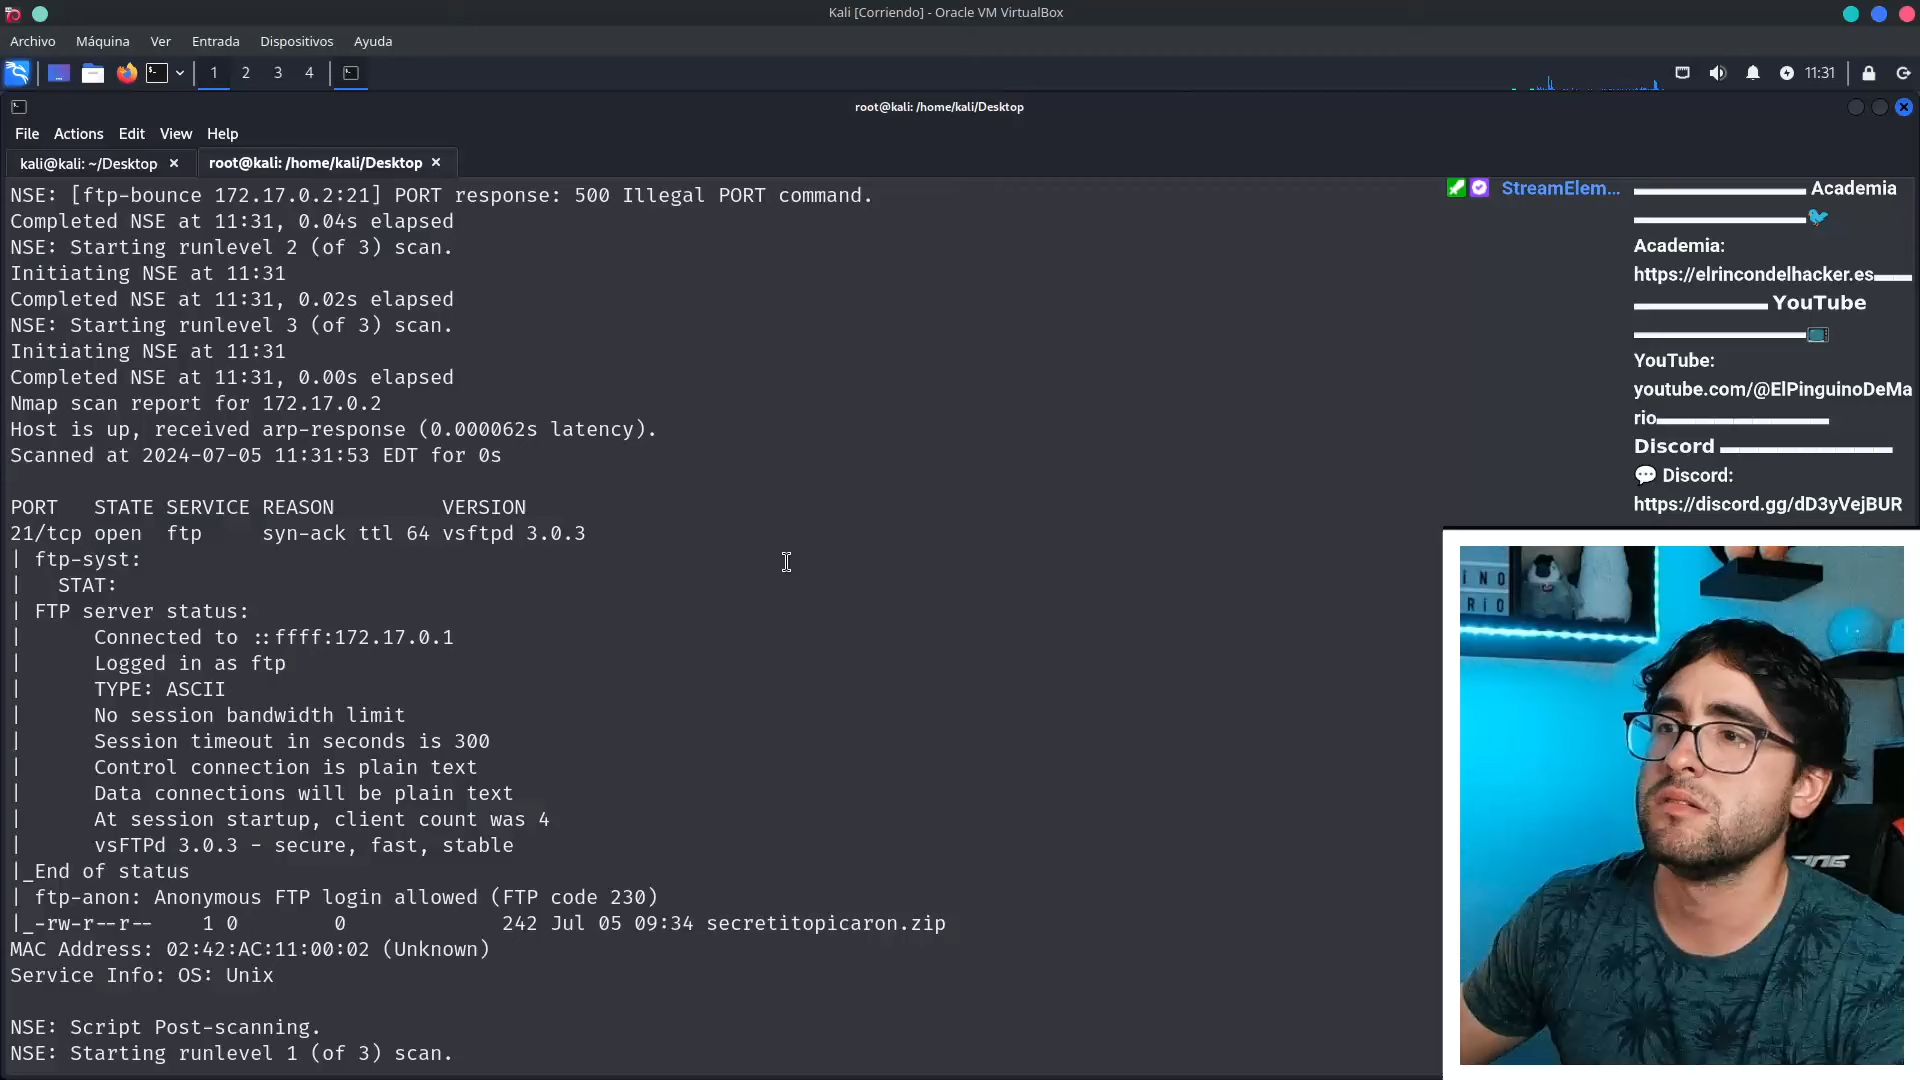 Kali [Corriendo] - Oracle VM VirtualBox
Archivo Máquina Ver Entrada Dispositivos Ayuda
1 2 3 4 11:31
root@kali: /home/kali/Desktop
File Actions Edit View Help
kali@kali: ~/Desktop × root@kali: /home/kali/Desktop ×
NSE: [ftp-bounce 172.17.0.2:21] PORT response: 500 Illegal PORT command.
Completed NSE at 11:31, 0.04s elapsed
NSE: Starting runlevel 2 (of 3) scan.
Initiating NSE at 11:31
Completed NSE at 11:31, 0.02s elapsed
NSE: Starting runlevel 3 (of 3) scan.
Initiating NSE at 11:31
Completed NSE at 11:31, 0.00s elapsed
Nmap scan report for 172.17.0.2
Host is up, received arp-response (0.000062s latency).
Scanned at 2024-07-05 11:31:53 EDT for 0s
PORT   STATE SERVICE REASON         VERSION
21/tcp open  ftp     syn-ack ttl 64 vsftpd 3.0.3
| ftp-syst:
|   STAT:
| FTP server status:
|      Connected to ::ffff:172.17.0.1
|      Logged in as ftp
|      TYPE: ASCII
|      No session bandwidth limit
|      Session timeout in seconds is 300
|      Control connection is plain text
|      Data connections will be plain text
|      At session startup, client count was 4
|      vsFTPd 3.0.3 - secure, fast, stable
|_End of status
| ftp-anon: Anonymous FTP login allowed (FTP code 230)
|_-rw-r--r--    1 0        0             242 Jul 05 09:34 secretitopicaron.zip
MAC Address: 02:42:AC:11:00:02 (Unknown)
Service Info: OS: Unix
NSE: Script Post-scanning.
NSE: Starting runlevel 1 (of 3) scan.
StreamElem... Academia
Academia:
https://elrincondelhacker.es
YouTube
YouTube:
youtube.com/@ElPinguinoDeMa
rio
Discord
Discord:
https://discord.gg/dD3yVejBUR
INO
RIO